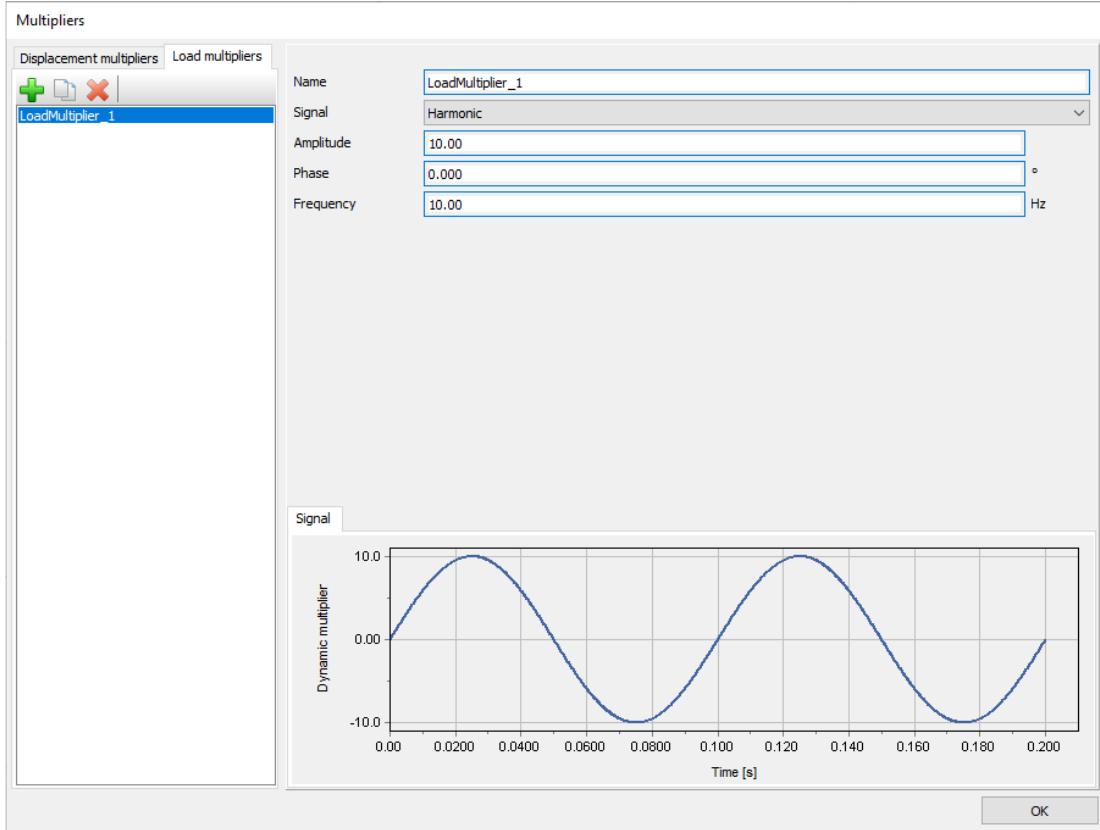 Multipliers
Displacement multipliers Load multipliers
LoadMultiplier_1
Name LoadMultiplier_1
Signal Harmonic
Amplitude 10.00
Phase 0.000 °
Frequency 10.00 Hz
Signal
10.0
0.00
-10.0
Dynamic multiplier
0.00 0.0200 0.0400 0.0600 0.0800 0.100 0.120 0.140 0.160 0.180 0.200
Time [s]
OK